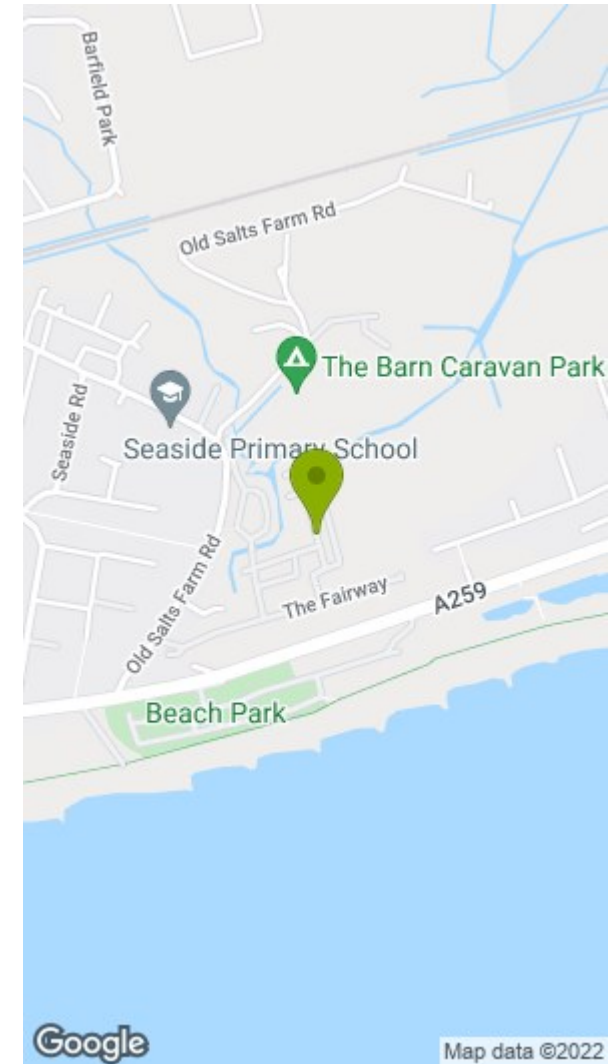 Barfield Park
Old Salts Farm Rd
The Barn Caravan Park
Seaside Rd
Seaside Primary School
Old Salts Farm Rd
The Fairway
A259
Beach Park
Google
Map data ©2022